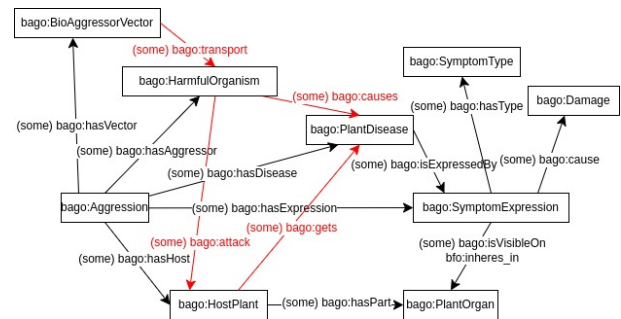 bago:BioAggressorVector
(some) bago:transport
bago:SymptomType
bago:HarmfulOrganism
(some) bago:causes
(some) bago:hasType
bago:Damage
(some) bago:hasVector
bago:PlantDisease
(some) bago:hasAggressor
(some) bago:isExpressedBy
(some) bago:cause
(some) bago:hasDisease
bago:Aggression
(some) bago:hasExpression
bago:SymptomExpression
(some) bago:gets
(some) bago:attack
(some) bago:isVisibleOn
bfo:inheres_in
(some) bago:hasHost
bago:HostPlant
(some) bago:hasPart
bago:PlantOrgan